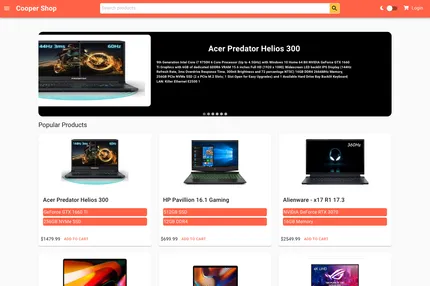 Cooper Shop
Search products
Login
144Hz
60Hz
Acer Predator Helios 300
9th Generation Intel Core i7 9750H 6-Core Processor (Up to 4.5GHz) with Windows 10 Home 64 Bit NVIDIA GeForce GTX 1660
Ti Graphics with 6GB of dedicated GDDR6 VRAM 15.6 inches Full HD (1920 x 1080) Widescreen LED-backlit IPS Display (144Hz
Refresh Rate, 3ms Overdrive Response Time, 300nit Brightness and 72 percentage NTSC) 16GB DDR4 2666MHz Memory,
256GB PCIe NVMe SSD (2 x PCIe M.2 Slots; 1 Slot Open for Easy Upgrades) and 1 Available Hard Drive Bay Backlit Keyboard;
LAN: Killer Ethernet E2500 1
Popular Products
Acer Predator Helios 300
GeForce GTX 1660 Ti
256GB NVMe SSD
$1479.99
ADD TO CART
HP Pavillion 16.1 Gaming
512GB SSD
12GB DDR4
$699.99
ADD TO CART
360Hz
Alienware - x17 R1 17.3
NVIDIA GeForce RTX 3070
16GB Memory
$2549.99
ADD TO CART